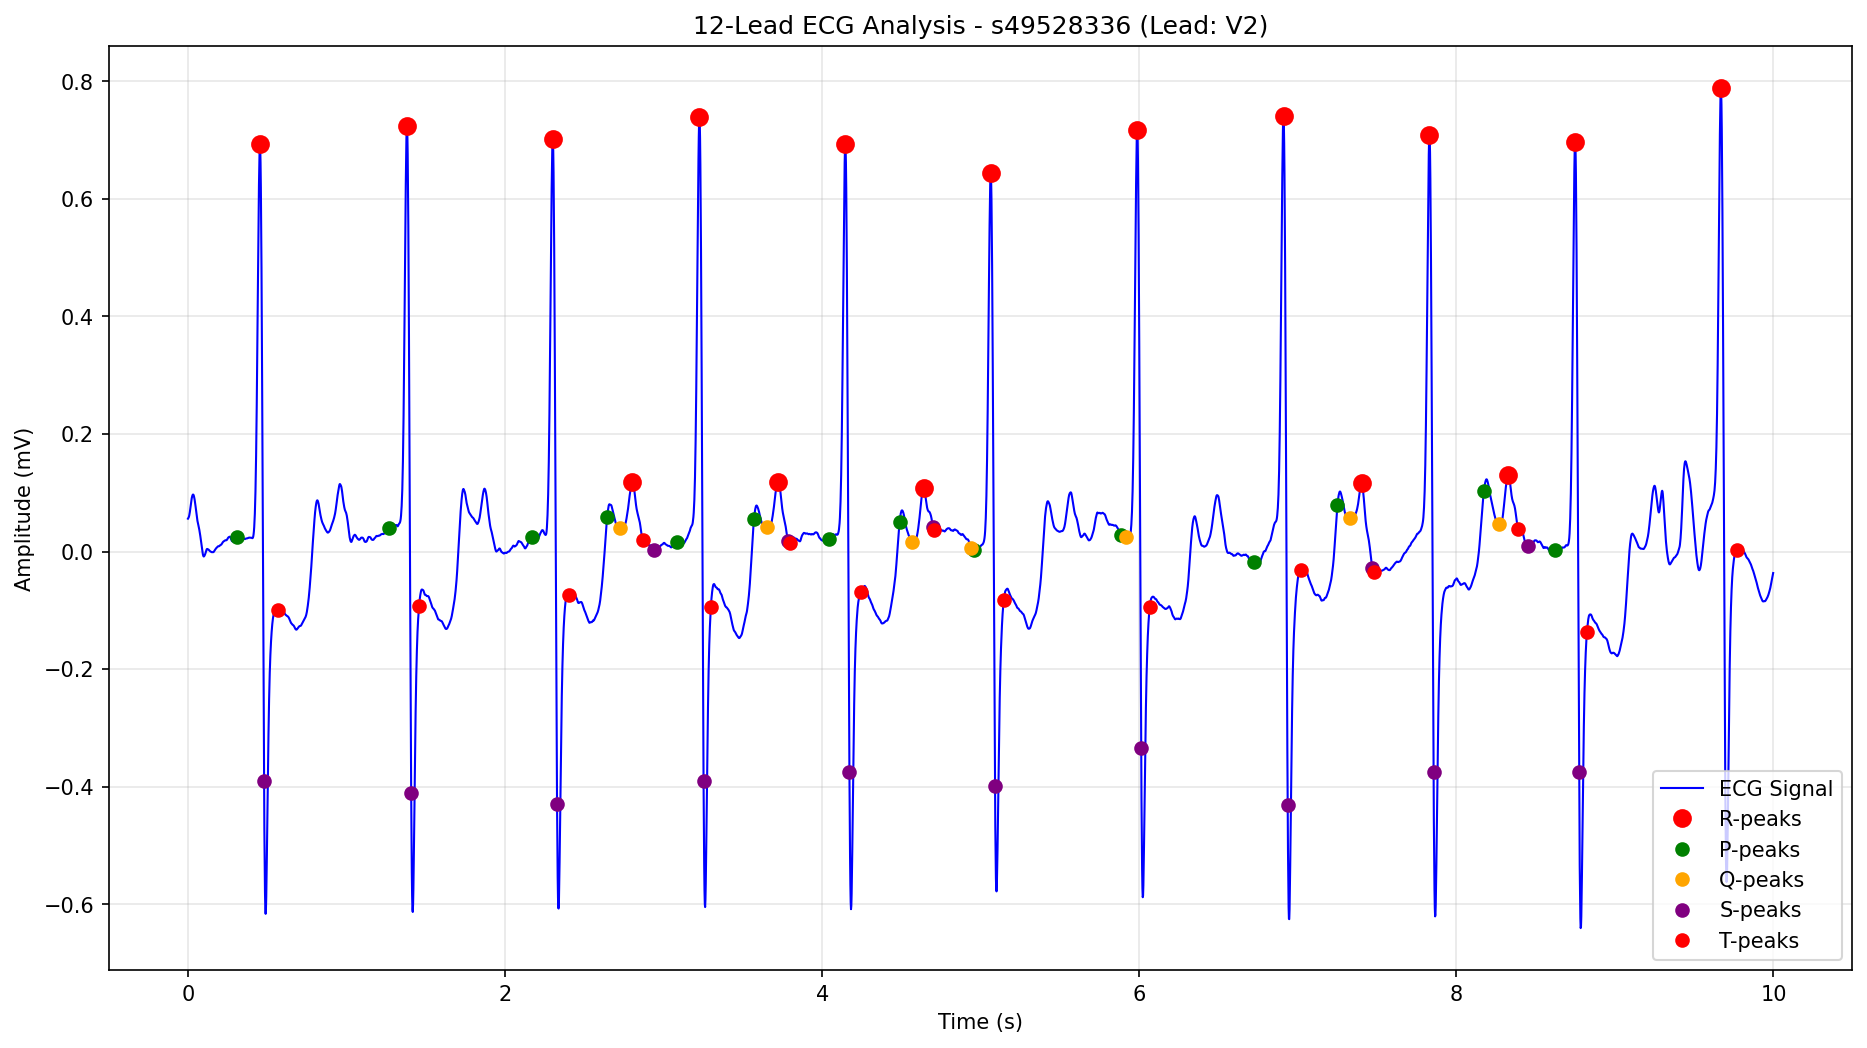 12-Lead ECG Analysis - s49528336 (Lead: V2)
Amplitude (mV)
0.8
0.6
0.4
0.2
0.0
−0.2
−0.4
−0.6
0 2 4 6 8 10
Time (s)
ECG Signal
R-peaks
P-peaks
Q-peaks
S-peaks
T-peaks